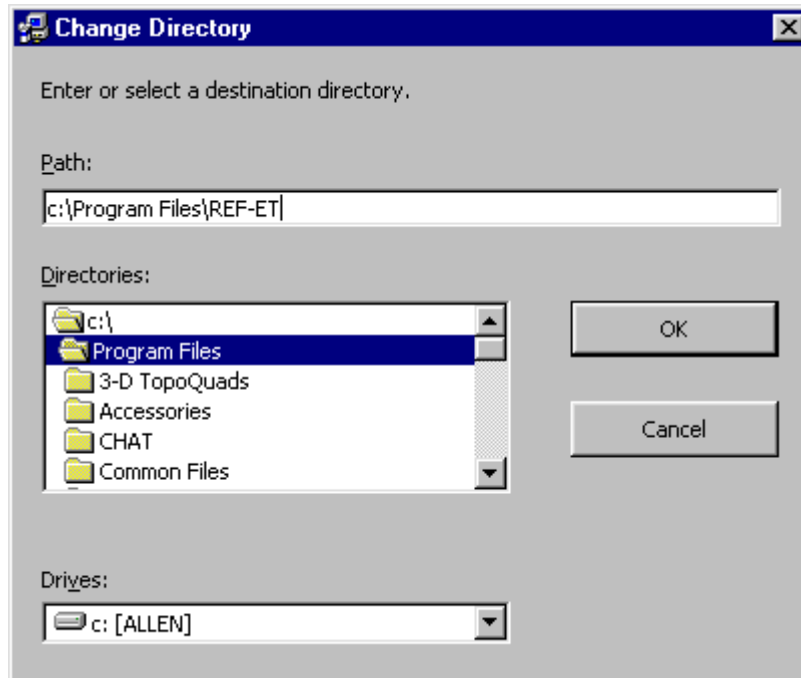 Change Directory
Enter or select a destination directory.
Path:
c:\Program Files\REF-ET
Directories:
c:\
Program Files
3-D TopoQuads
Accessories
CHAT
Common Files
OK
Cancel
Drives:
c: [ALLEN]